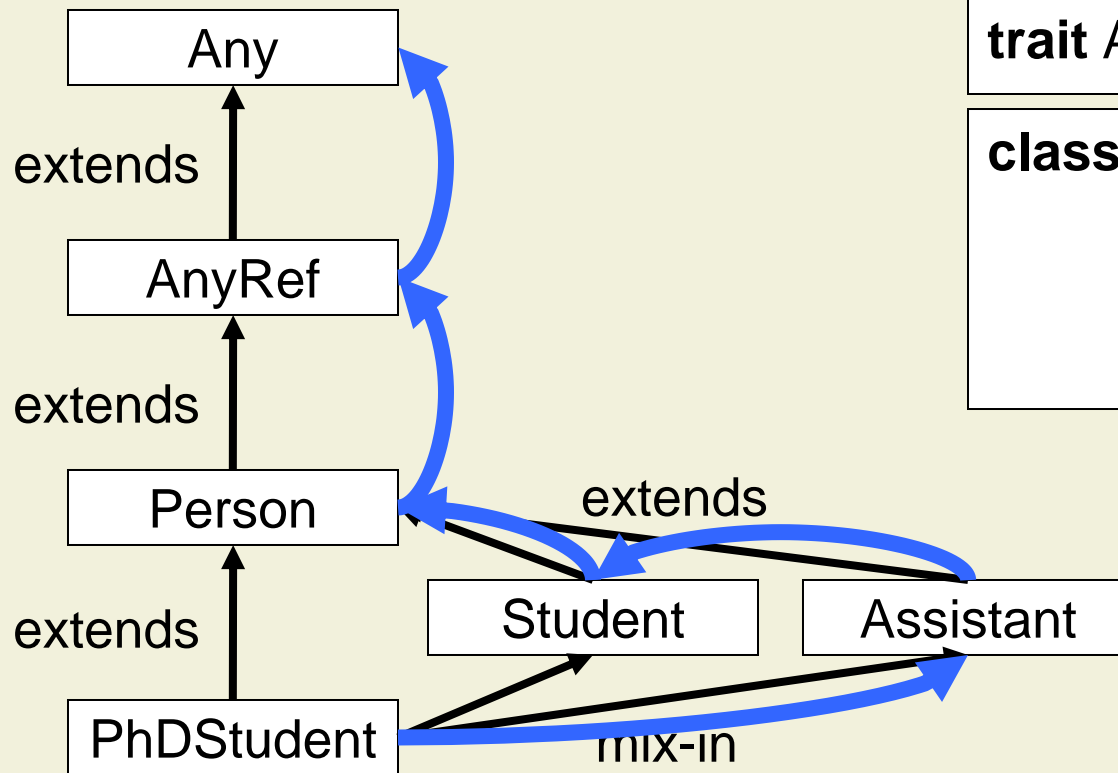 Any
trait A
class
extends
AnyRef
extends
Person
extends
Student
Assistant
extends
PhDStudent
mix-in